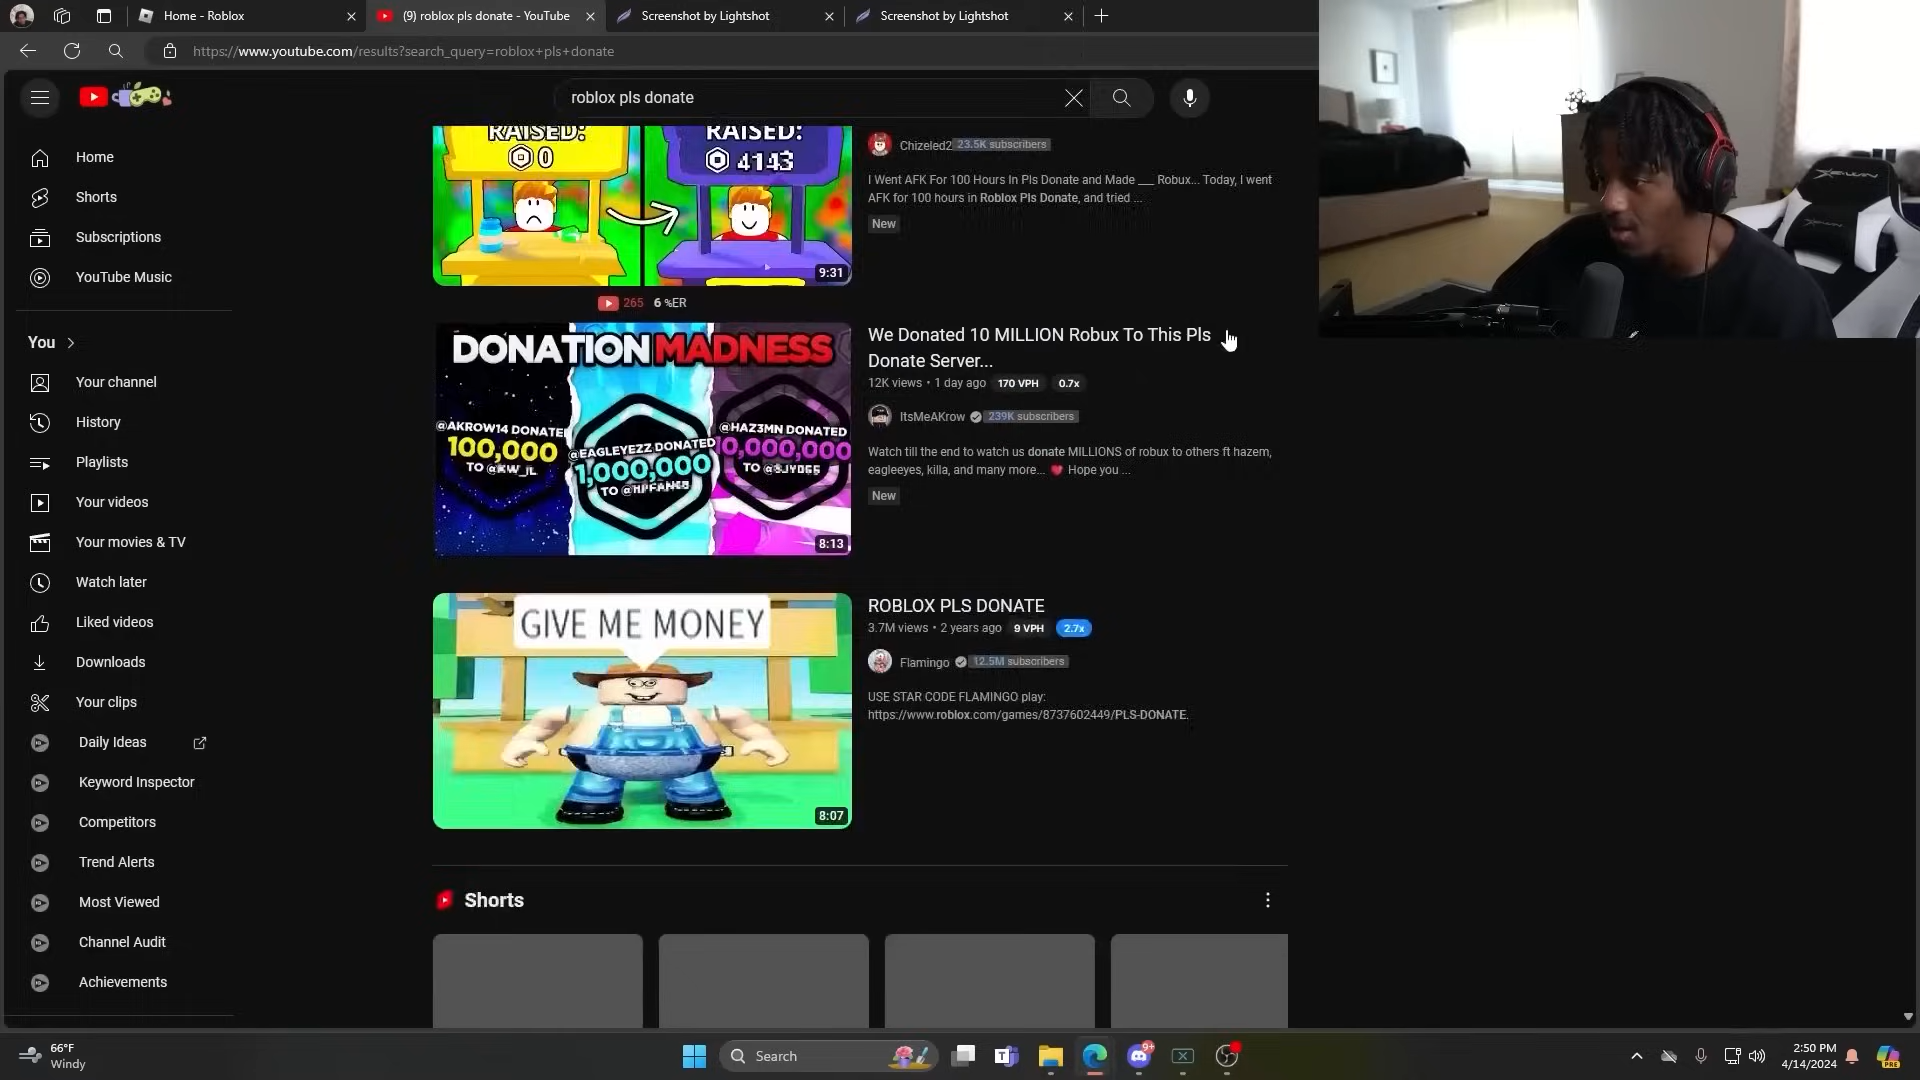 Home - Roblox
(9) roblox pls donate - YouTube
Screenshot by Lightshot
Screenshot by Lightshot
https://www.youtube.com/results?search_query=roblox+pls+donate
roblox pls donate
Home
Shorts
Subscriptions
YouTube Music
You
Your channel
History
Playlists
Your videos
Your movies & TV
Watch later
Liked videos
Downloads
Your clips
Daily Ideas
Keyword Inspector
Competitors
Trend Alerts
Most Viewed
Channel Audit
Achievements
RAISED:
0
RAISED:
4143
9:31
Chizeled2 23.5K subscribers
I Went AFK For 100 Hours In Pls Donate and Made ___ Robux... Today, I went
AFK for 100 hours in Roblox Pls Donate, and tried ...
New
265 6 %ER
DONATION MADNESS
@AKROW14 DONATED
100,000
@EAGLEYEZZ DONATED
1,000,000
@HAZ3MN DONATED
10,000,000
8:13
We Donated 10 MILLION Robux To This Pls
Donate Server...
12K views • 1 day ago 170 VPH 0.7x
ItsMeAKrow 239K subscribers
Watch till the end to watch us donate MILLIONS of robux to others ft hazem,
eagleeyes, killa, and many more... Hope you ...
New
GIVE ME MONEY
8:07
ROBLOX PLS DONATE
3.7M views • 2 years ago 9 VPH 2.7x
Flamingo 12.5M subscribers
USE STAR CODE FLAMINGO play:
https://www.roblox.com/games/8737602449/PLS-DONATE.
Shorts
66°F
Windy
Search
9+
2:50 PM
4/14/2024